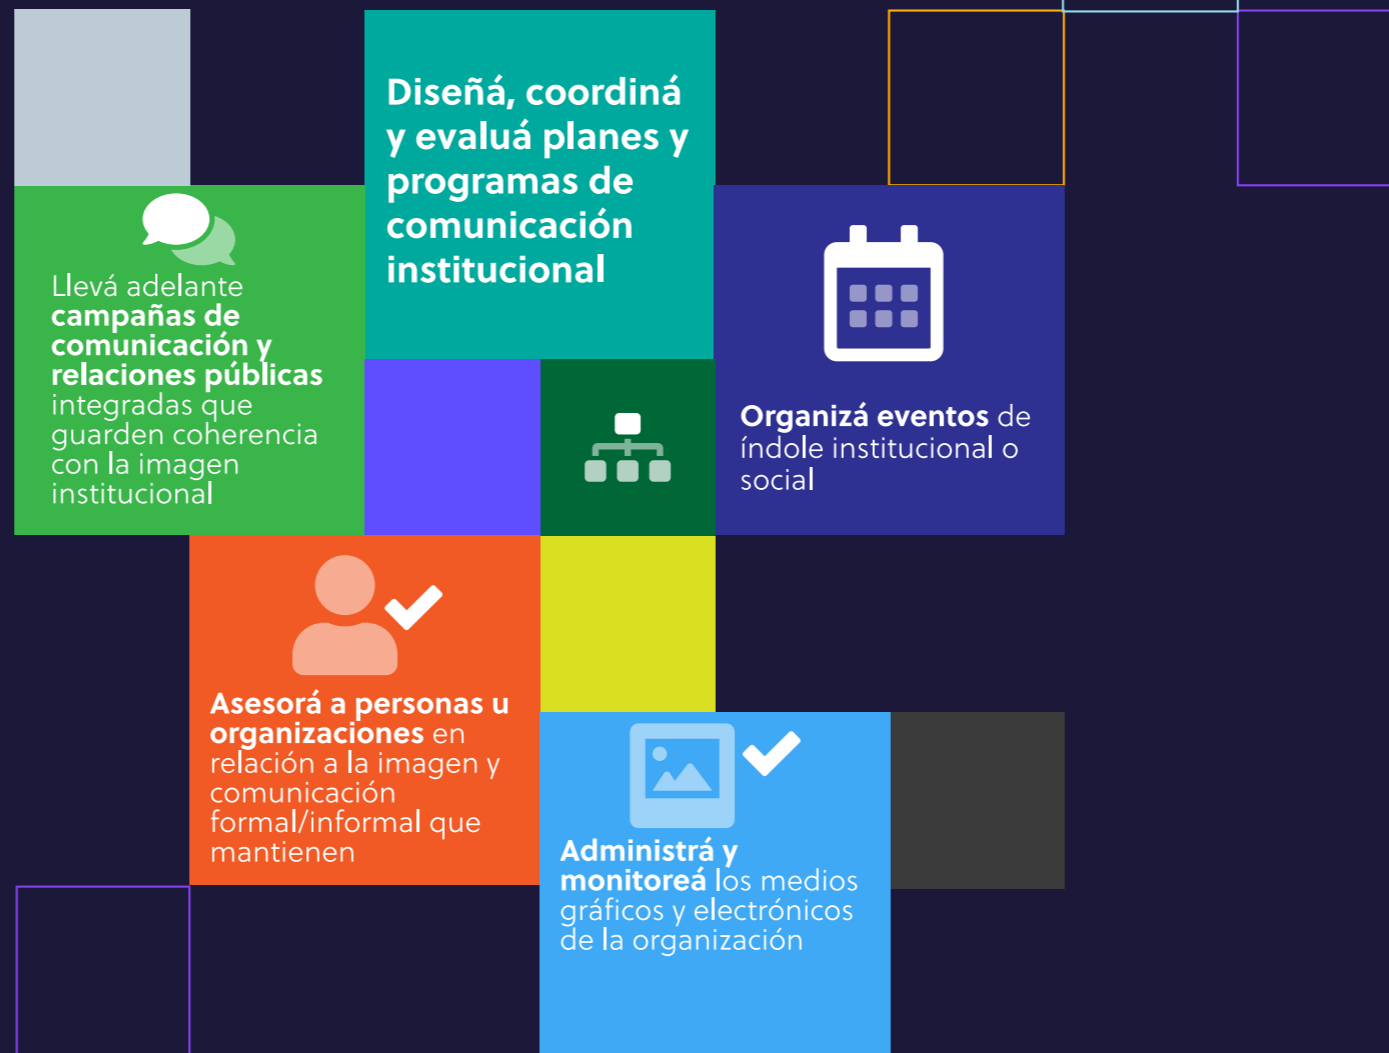 Diseñá, coordiná
y evaluá planes y
programas de
comunicación
institucional
Llevá adelante
campañas de
comunicación y
relaciones públicas
integradas que
guarden coherencia
con la imagen
institucional
Organizá eventos de
índole institucional o
social
Asesorá a personas u
organizaciones en
relación a la imagen y
comunicación
formal/informal que
mantienen
Administrá y
monitoreá los medios
gráficos y electrónicos
de la organización